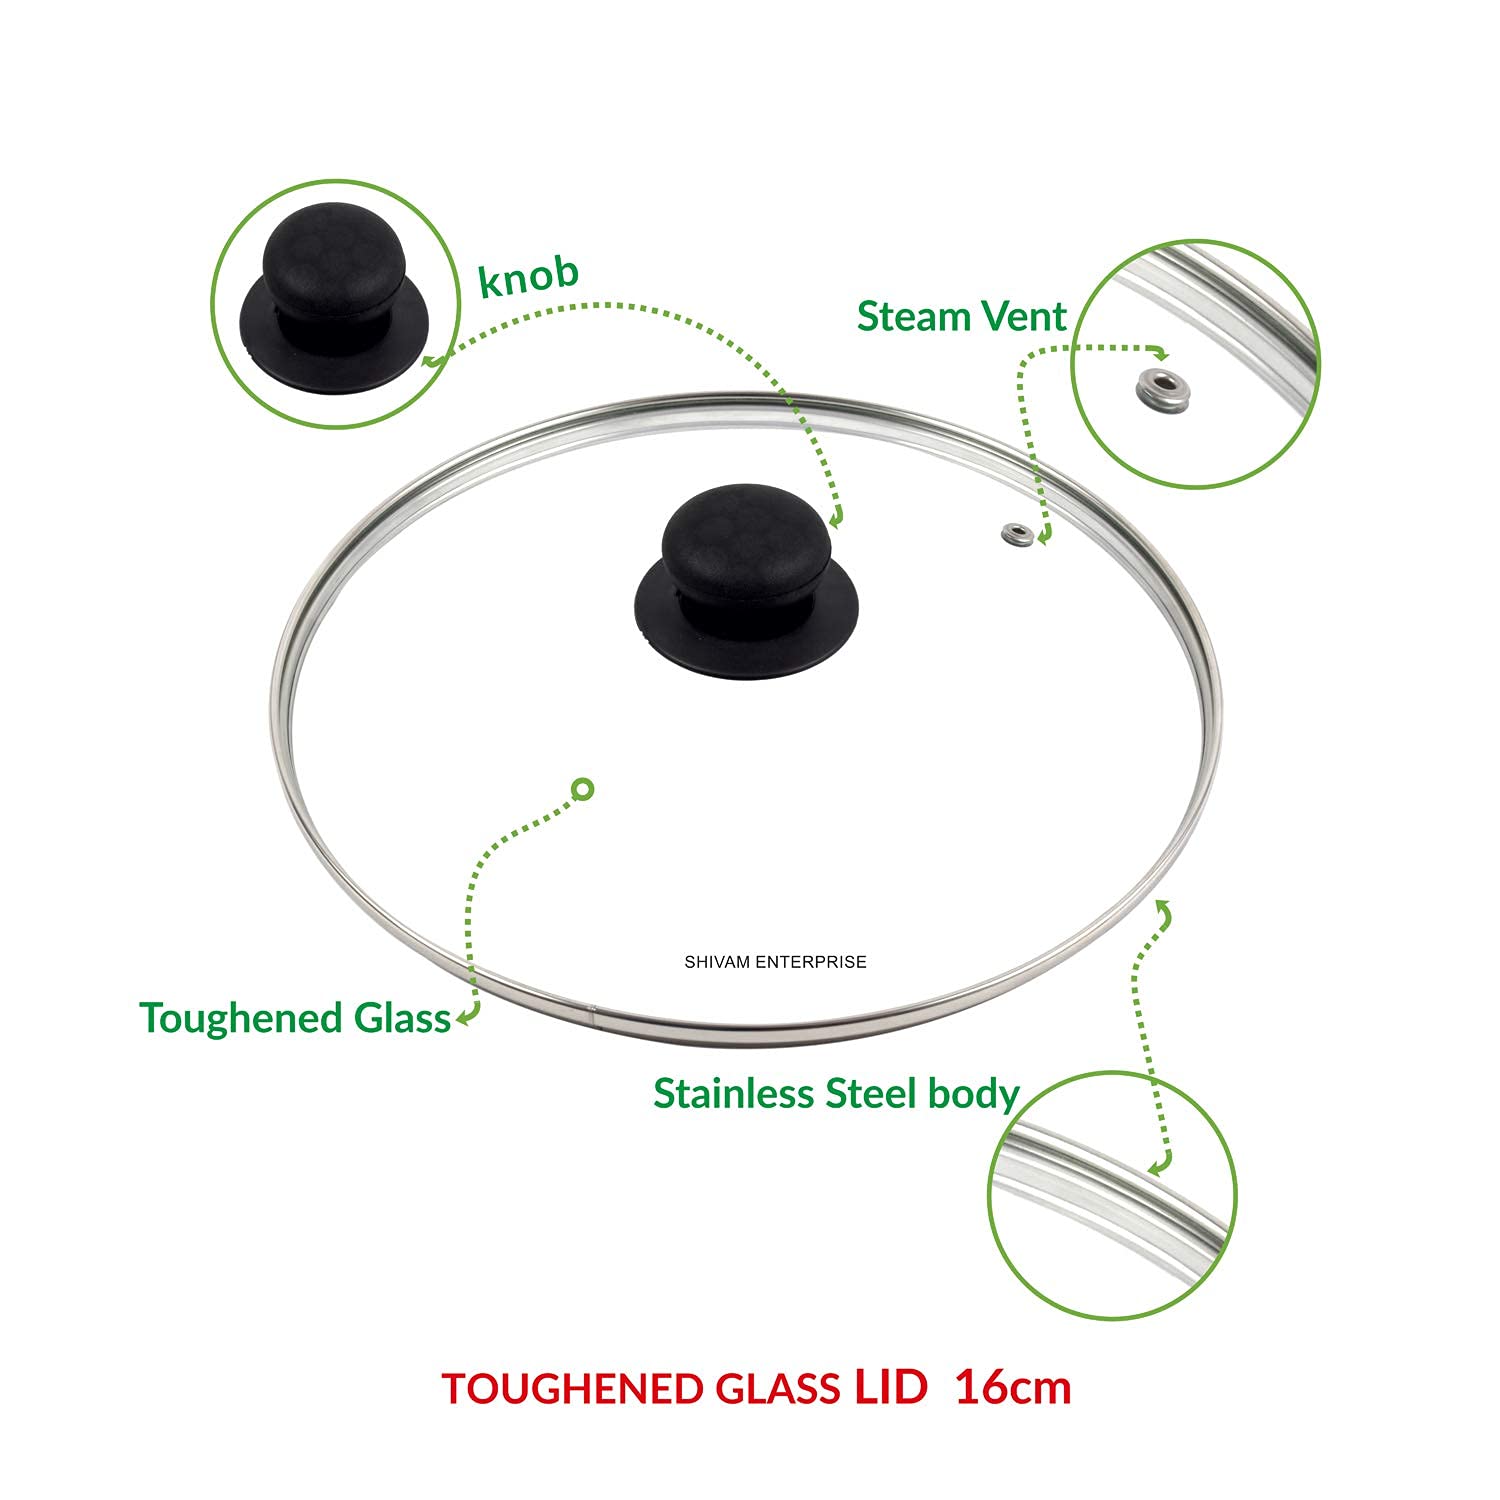 knob
Steam Vent
SHIVAM ENTERPRISE
Toughened Glass
Stainless Steel body
TOUGHENED GLASS LID 16cm